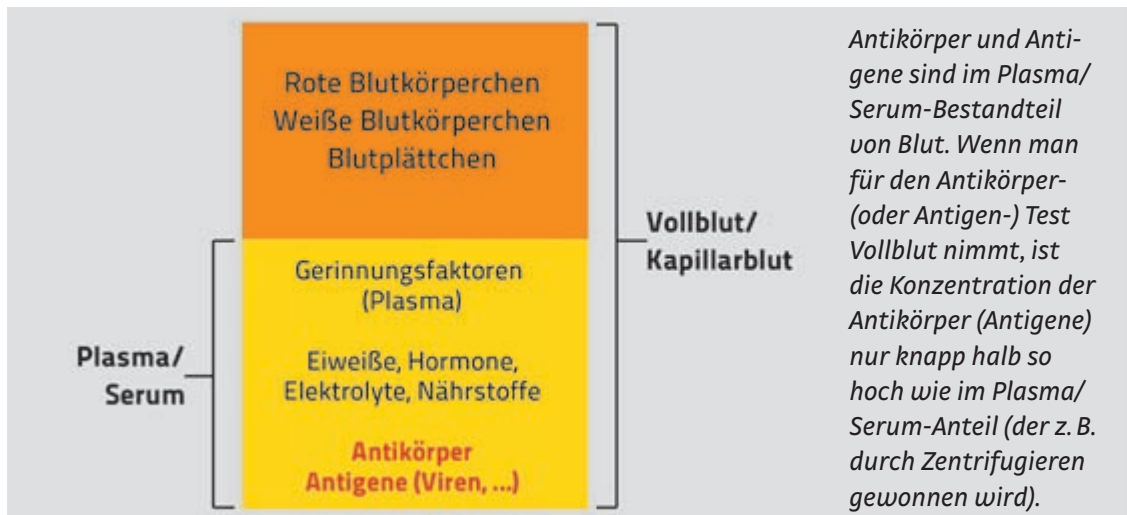 Rote Blutkörperchen
Weiße Blutkörperchen
Blutplättchen
Gerinnungsfaktoren
(Plasma)
Eiweiße, Hormone,
Elektrolyte, Nährstoffe
Antikörper
Antigene (Viren, ...)
Plasma/
Serum
Vollblut/
Kapillarblut
Antikörper und Anti-
gene sind im Plasma/
Serum-Bestandteil
von Blut. Wenn man
für den Antikörper-
(oder Antigen-) Test
Vollblut nimmt, ist
die Konzentration der
Antikörper (Antigene)
nur knapp halb so
hoch wie im Plasma/
Serum-Anteil (der z. B.
durch Zentrifugieren
gewonnen wird).